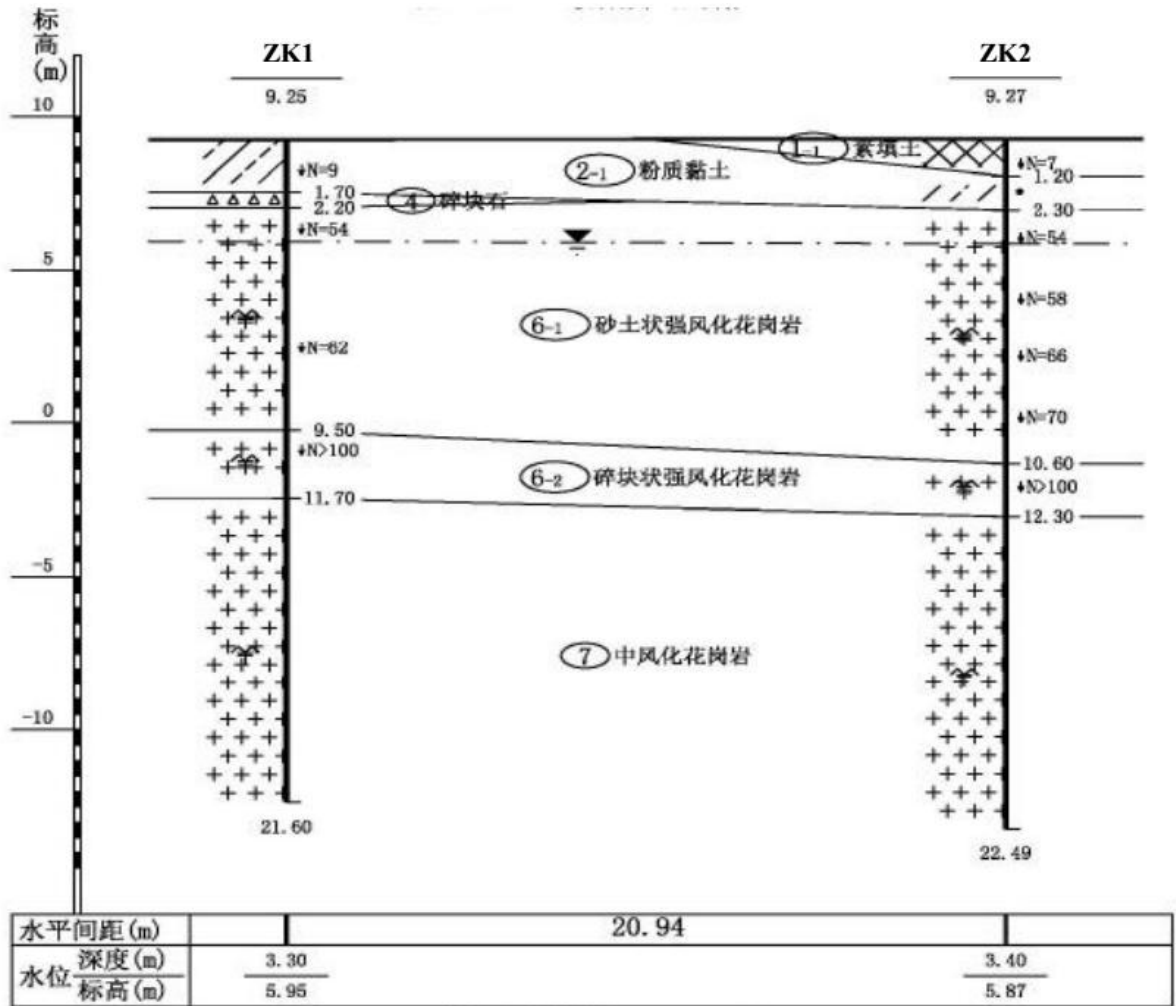 标高(m)
ZK1
9.25
ZK2
9.27
10
5
0
-5
-10
1-1 素填土
2-1 粉质黏土
4 碎块石
6-1 砂土状强风化花岗岩
6-2 碎块状强风化花岗岩
7 中风化花岗岩
N=9
1.70
2.20
N=54
N=62
9.50
N>100
11.70
21.60
N=7
1.20
2.30
N=54
N=58
N=66
N=70
10.60
N>100
12.30
22.49
水平间距(m) 20.94
水位 深度(m) 3.30 3.40
标高(m) 5.95 5.87